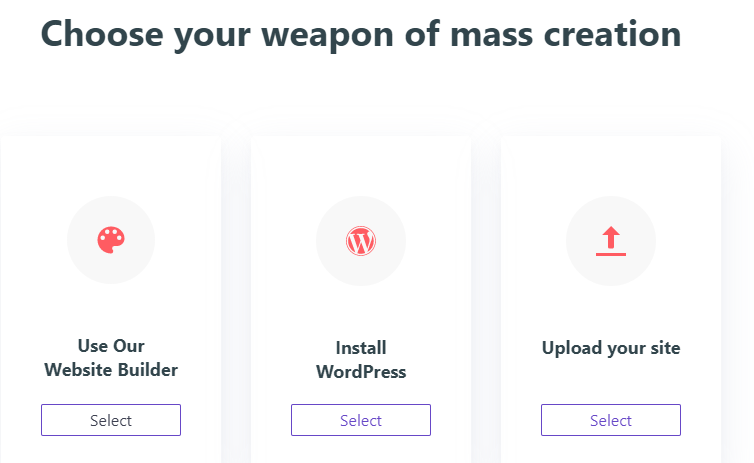 Choose your weapon of mass creation
Use Our
Website Builder
Select
Install
WordPress
Select
Upload your site
Select